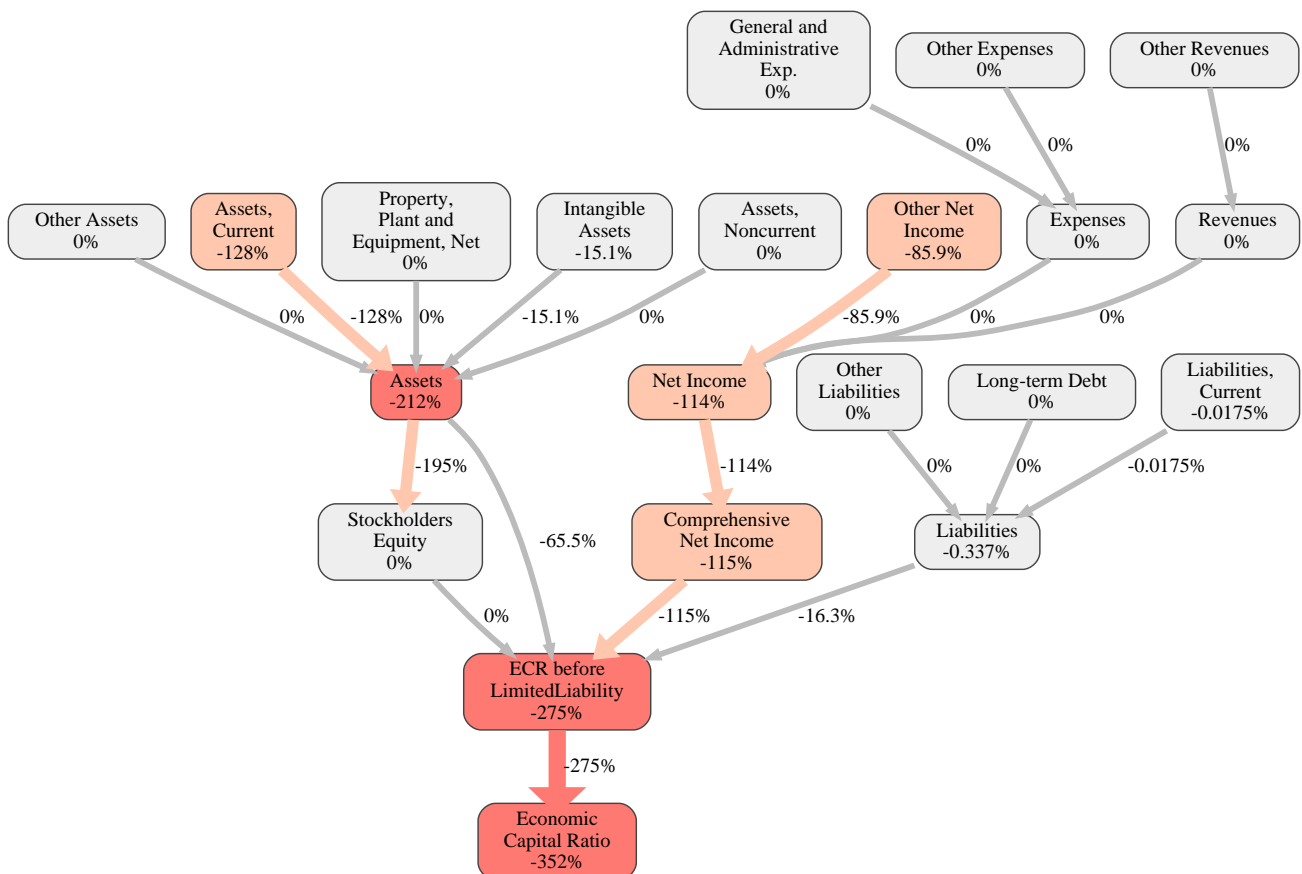 General and
Administrative
Exp.
0%
Other Expenses
0%
Other Revenues
0%
0%
0%
0%
Other Assets
0%
Assets,
Current
-128%
Property,
Plant and
Equipment, Net
0%
Intangible
Assets
-15.1%
Assets,
Noncurrent
0%
Other Net
Income
-85.9%
Expenses
0%
Revenues
0%
0%
-128%
0%
-15.1%
0%
-85.9%
0%
0%
Assets
-212%
Net Income
-114%
Other
Liabilities
0%
Long-term Debt
0%
Liabilities,
Current
-0.0175%
-195%
-114%
0%
0%
-0.0175%
Stockholders
Equity
0%
-65.5%
Comprehensive
Net Income
-115%
Liabilities
-0.337%
0%
-115%
-16.3%
ECR before
LimitedLiability
-275%
-275%
Economic
Capital Ratio
-352%